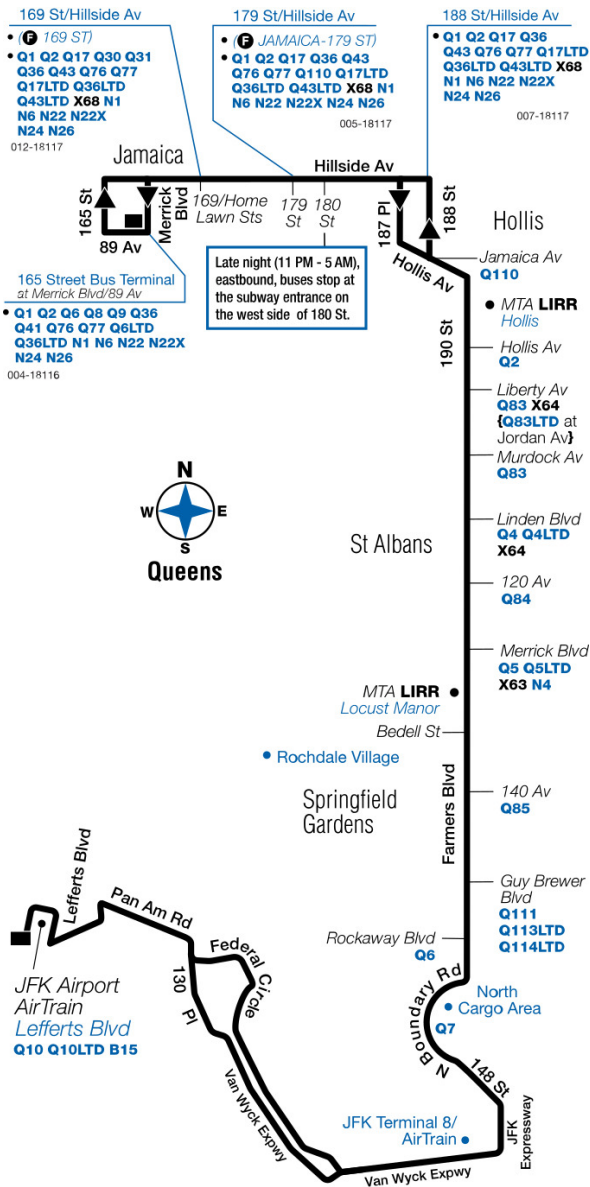 169 St/Hillside Av
• (F 169 ST)
• Q1 Q2 Q17 Q30 Q31
Q36 Q43 Q76 Q77
Q17LTD Q36LTD
Q43LTD X68 N1
N6 N22 N22X
N24 N26
012-18117
179 St/Hillside Av
• (F JAMAICA-179 ST)
• Q1 Q2 Q17 Q36 Q43
Q76 Q77 Q110 Q17LTD
Q36LTD Q43LTD X68 N1
N6 N22 N22X N24 N26
005-18117
188 St/Hillside Av
• Q1 Q2 Q17 Q36
Q43 Q76 Q77 Q17LTD
Q36LTD Q43LTD X68
N1 N6 N22 N22X
N24 N26
007-18117
Jamaica
Hillside Av
165 St
Merrick
Blvd
89 Av
169/Home
Lawn Sts
179
St
180
St
187 Pl
188 St
Hollis
Hollis Av
Late night (11 PM - 5 AM),
eastbound, buses stop at
the subway entrance on
the west side of 180 St.
165 Street Bus Terminal
at Merrick Blvd/89 Av
• Q1 Q2 Q6 Q8 Q9 Q36
Q41 Q76 Q77 Q6LTD
Q36LTD N1 N6 N22 N22X
N24 N26
004-18116
Jamaica Av
Q110
MTA LIRR
Hollis
190 St
Hollis Av
Q2
Liberty Av
Q83 X64
{Q83LTD at
Jordan Av}
Murdock Av
Q83
N
W E
S
Queens
St Albans
Linden Blvd
Q4 Q4LTD
X64
120 Av
Q84
Merrick Blvd
Q5 Q5LTD
X63 N4
MTA LIRR
Locust Manor
Bedell St
Rochdale Village
Springfield
Gardens
Farmers Blvd
140 Av
Q85
Guy Brewer
Blvd
Q111
Q113LTD
Q114LTD
Rockaway Blvd
Q6
Lefferts Blvd
Pan Am Rd
Federal Circle
130 Pl
JFK Airport
AirTrain
Lefferts Blvd
Q10 Q10LTD B15
N Boundary Rd
North
Cargo Area
Q7
148 St
Van Wyck Expwy
JFK Terminal 8/
AirTrain
JFK
Expressway
Van Wyck Expwy